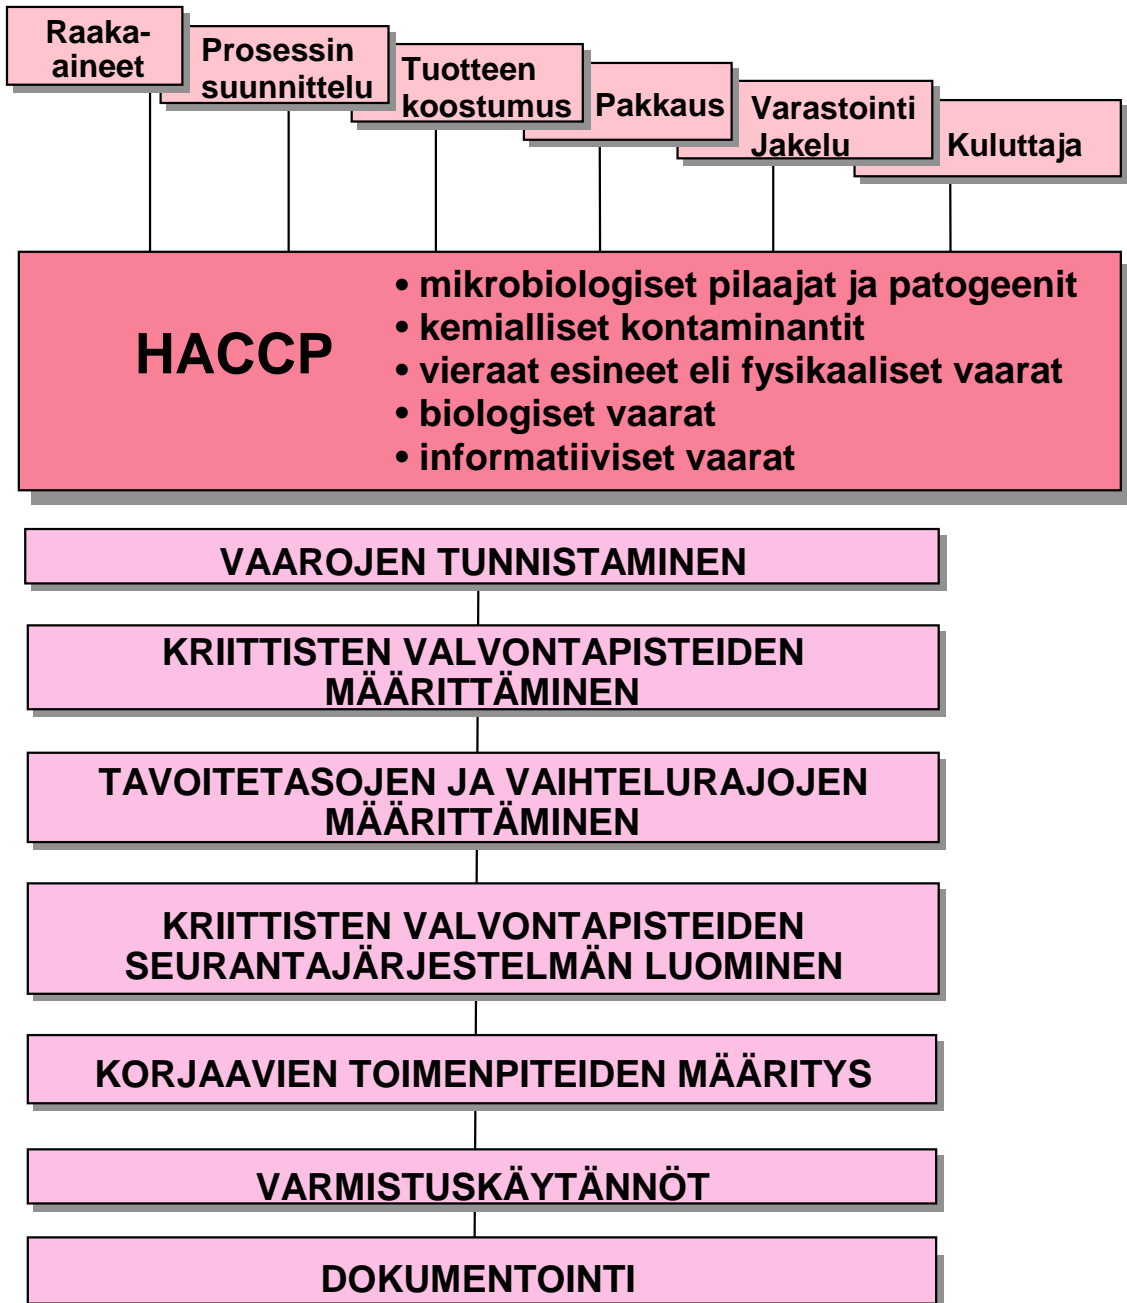 Raaka-
aineet
Prosessin
suunnittelu
Tuotteen
koostumus
Pakkaus
Varastointi
Jakelu
Kuluttaja
HACCP
• mikrobiologiset pilaajat ja patogeenit
• kemialliset kontaminantit
• vieraat esineet eli fysikaaliset vaarat
• biologiset vaarat
• informatiiviset vaarat
VAAROJEN TUNNISTAMINEN
KRIITTISTEN VALVONTAPISTEIDEN
MÄÄRITTÄMINEN
TAVOITETASOJEN JA VAIHTELURAJOJEN
MÄÄRITTÄMINEN
KRIITTISTEN VALVONTAPISTEIDEN
SEURANTAJÄRJESTELMÄN LUOMINEN
KORJAAVIEN TOIMENPITEIDEN MÄÄRITYS
VARMISTUSKÄYTÄNNÖT
DOKUMENTOINTI